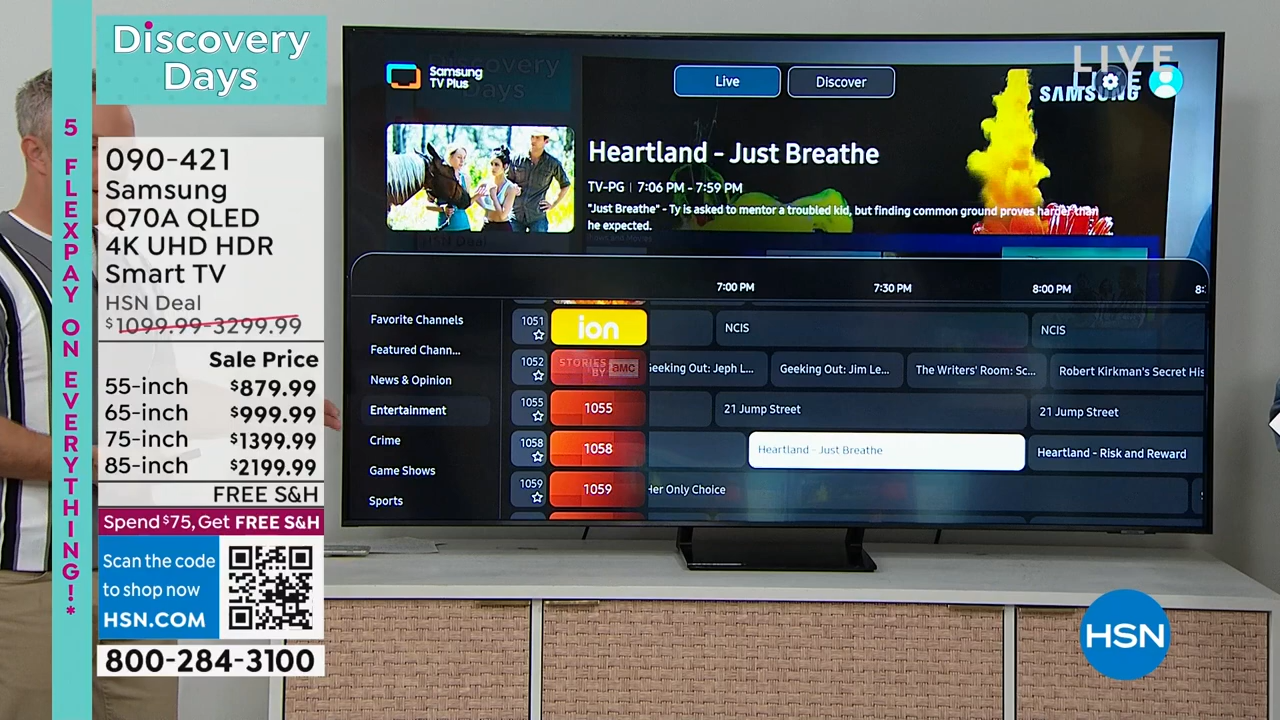 Discovery
Days
5 FLEXPAY ON EVERYTHING!*
090-421
Samsung
Q70A QLED
4K UHD HDR
Smart TV
HSN Deal
$1099.99-3299.99
Sale Price
55-inch $879.99
65-inch $999.99
75-inch $1399.99
85-inch $2199.99
FREE S&H
Spend $75, Get FREE S&H
Scan the code
to shop now
HSN.COM
800-284-3100
LIVE
Samsung
TV Plus
Live
Discover
SAMSUNG
Heartland - Just Breathe
TV-PG | 7:06 PM - 7:59 PM
"Just Breathe" - Ty is asked to mentor a troubled kid, but finding common ground proves harder than
he expected.
7:00 PM 7:30 PM 8:00 PM 8:
Favorite Channels
Featured Chann...
News & Opinion
Entertainment
Crime
Game Shows
Sports
1051 ion NCIS NCIS
1052 STORIES BY amc Geeking Out: Jeph L... Geeking Out: Jim Le... The Writers' Room: Sc... Robert Kirkman's Secret His
1055 1055 21 Jump Street 21 Jump Street
1058 1058 Heartland - Just Breathe Heartland - Risk and Reward
1059 1059 Her Only Choice
HSN